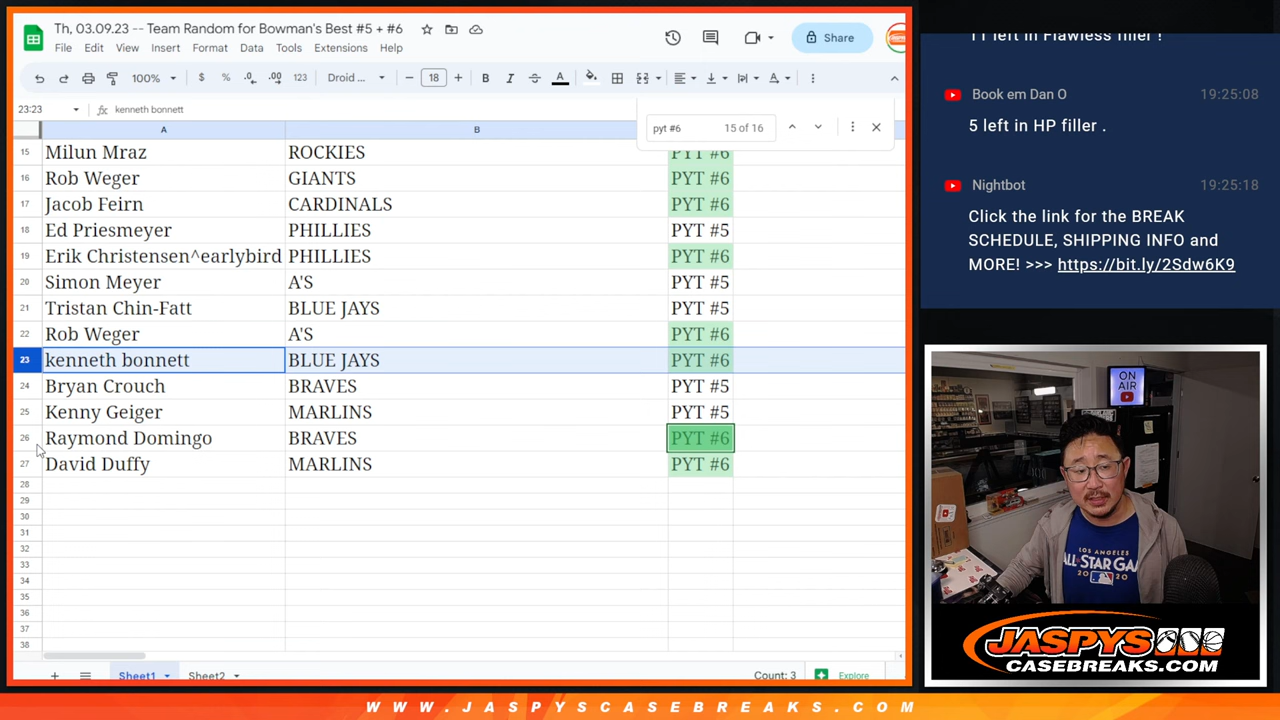 Th, 03.09.23 -- Team Random for Bowman's Best #5 + #6
File Edit View Insert Format Data Tools Extensions Help
Share
100% $ % .0 .00 123 Droid ... 18 B I A
23:23 fx kenneth bonnett
pyt #6 15 of 16
A B
15 Milun Mraz ROCKIES PYT #6
16 Rob Weger GIANTS PYT #6
17 Jacob Feirn CARDINALS PYT #6
18 Ed Priesmeyer PHILLIES PYT #5
19 Erik Christensen^earlybird PHILLIES PYT #6
20 Simon Meyer A'S PYT #5
21 Tristan Chin-Fatt BLUE JAYS PYT #5
22 Rob Weger A'S PYT #6
23 kenneth bonnett BLUE JAYS PYT #6
24 Bryan Crouch BRAVES PYT #5
25 Kenny Geiger MARLINS PYT #5
26 Raymond Domingo BRAVES PYT #6
27 David Duffy MARLINS PYT #6
28
29
30
31
32
33
34
35
36
37
38
Sheet1 Sheet2 Count: 3 Explore
11 left in Flawless filler !
Book em Dan O 19:25:08
5 left in HP filler .
Nightbot 19:25:18
Click the link for the BREAK
SCHEDULE, SHIPPING INFO and
MORE! >>> https://bit.ly/2Sdw6K9
ON
AIR
LOS ANGELES
ALL STAR GA
2020
JASPYS
CASEBREAKS.COM
WWW.JASPYSCASEBREAKS.COM